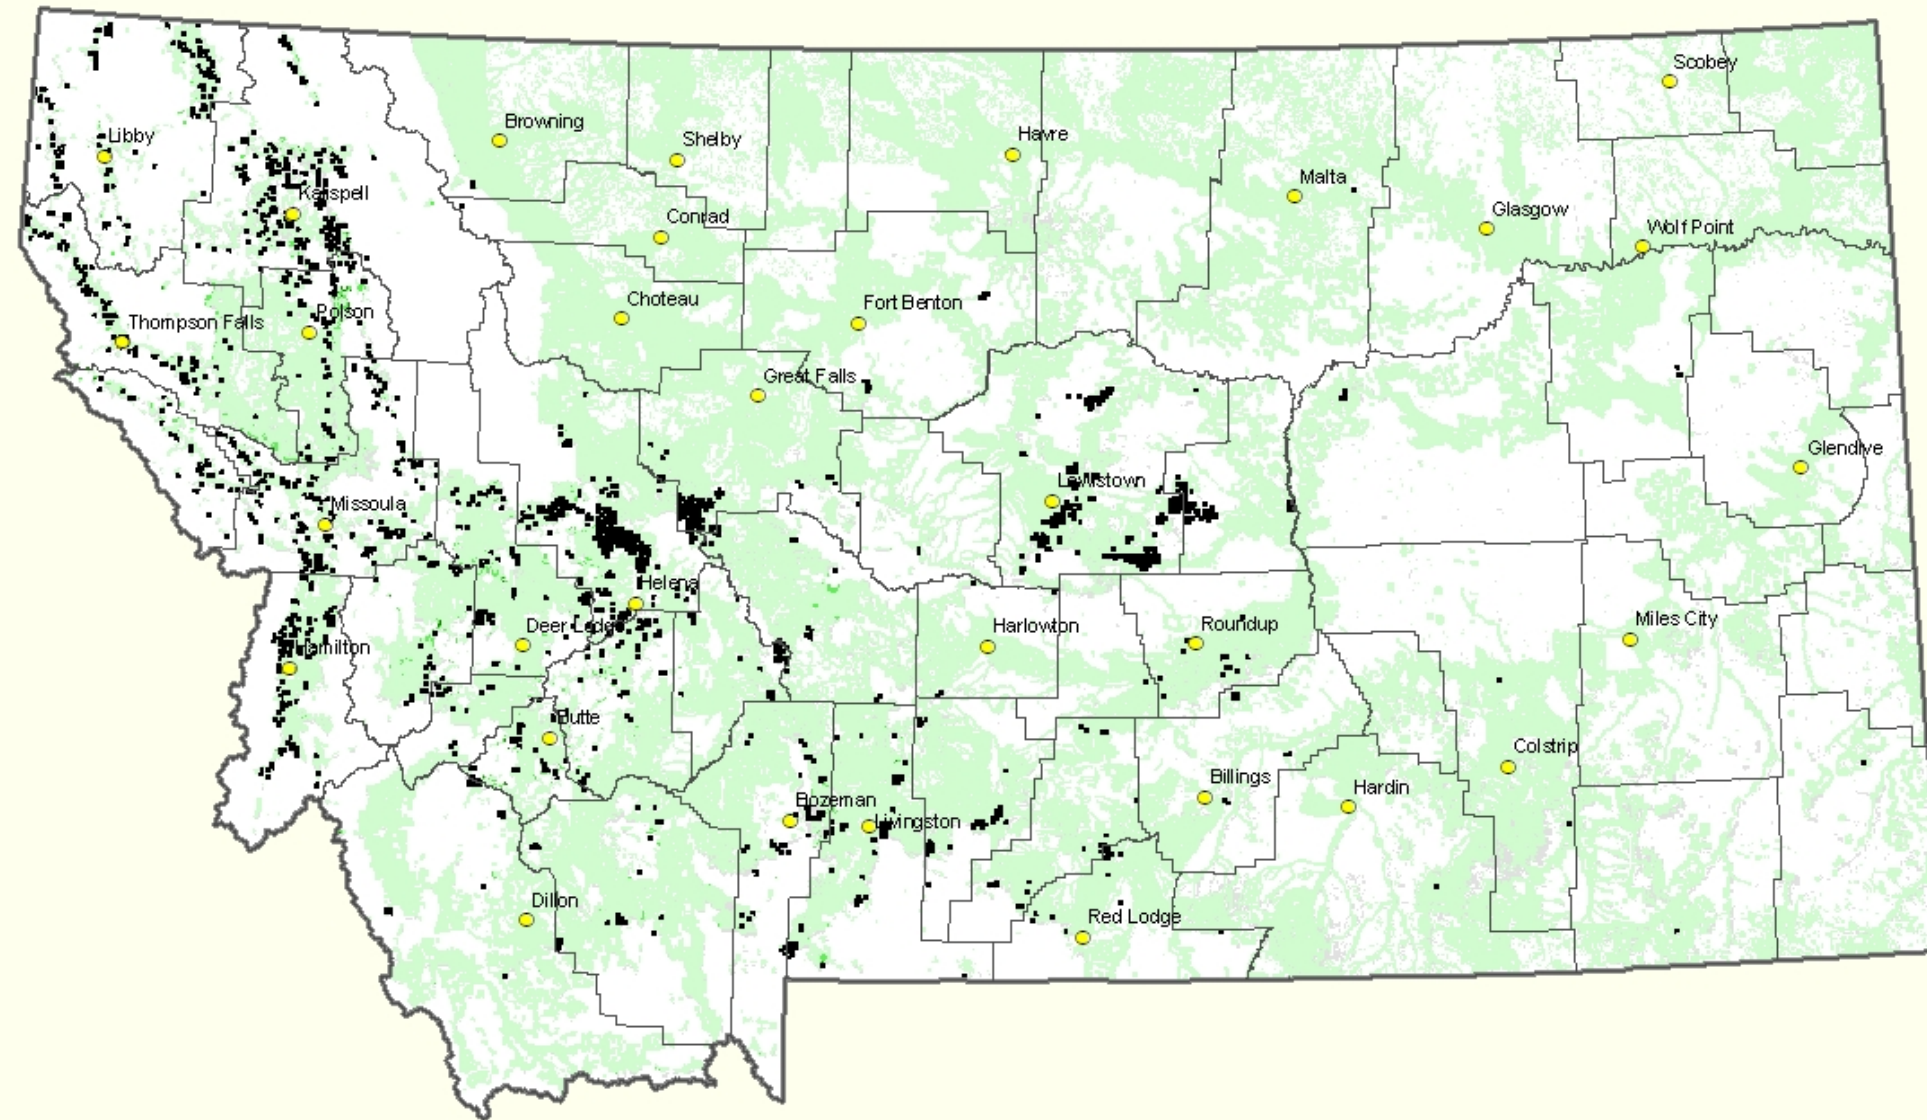 Scobey
Browning
Shelby
Havre
Libby
Malta
Kalispell
Glasgow
Conrad
Wolf Point
Choteau
Fort Benton
Polson
Thompson Falls
Great Falls
Glendive
Lewistown
Missoula
Helena
Deer Lodge
Harlowton
Roundup
Miles City
Hamilton
Butte
Colstrip
Billings
Hardin
Bozeman
Livingston
Dillon
Red Lodge